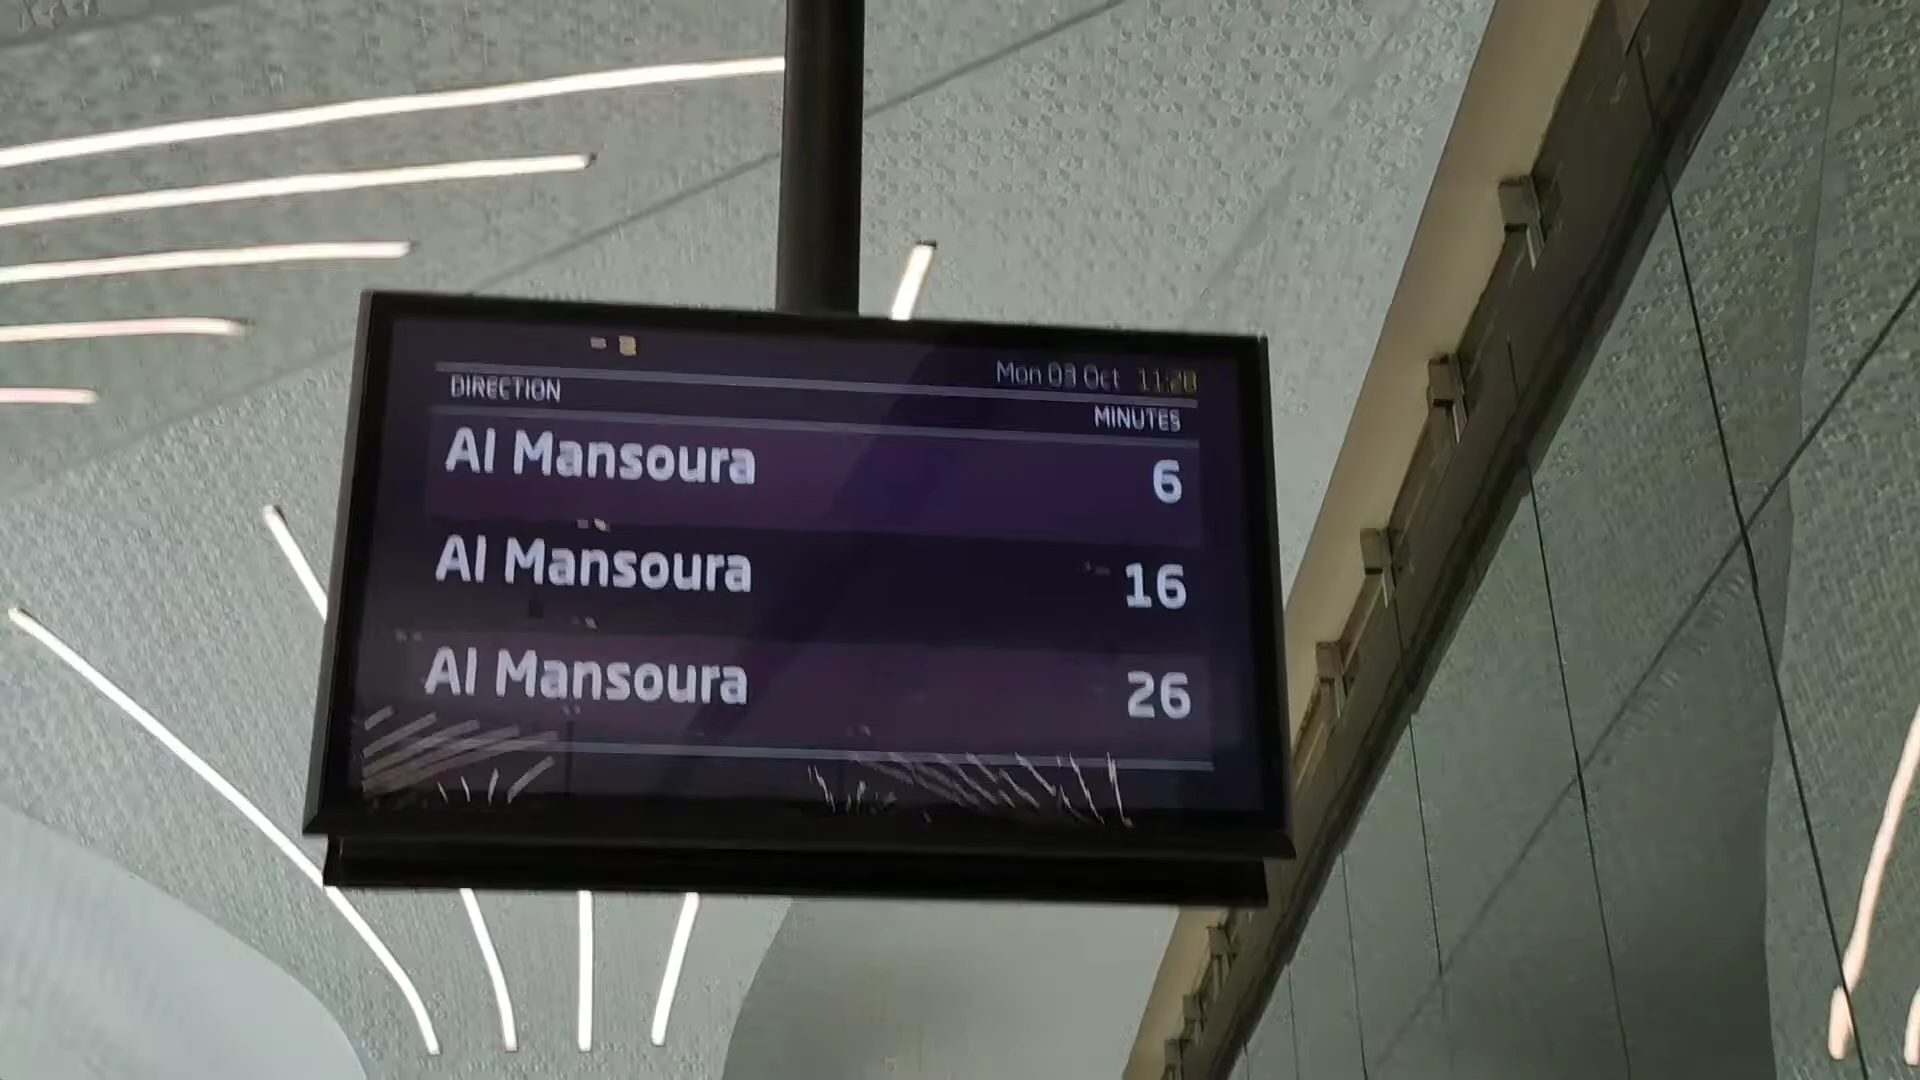 Mon 03 Oct
DIRECTION MINUTES
Al Mansoura 6
Al Mansoura 16
Al Mansoura 26